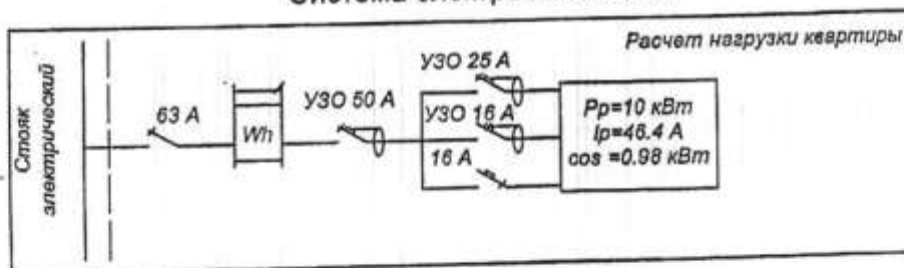 Расчет нагрузки квартиры
Стояк
электрический
63 А
Wh
УЗО 50 А
УЗО 25 А
УЗО 16 А
16 А
Рр=10 кВт
Iр=46.4 А
cos =0.98 кВт